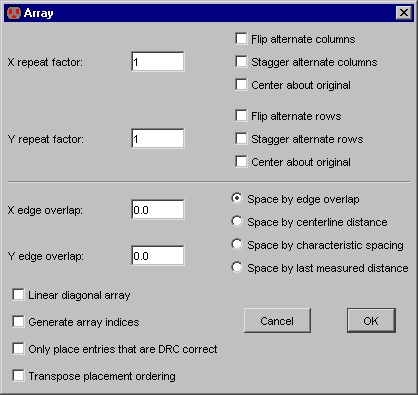 Array
Flip alternate columns
X repeat factor: 1 Stagger alternate columns
Center about original
Flip alternate rows
Y repeat factor: 1 Stagger alternate rows
Center about original
X edge overlap: 0.0 Space by edge overlap
Space by centerline distance
Y edge overlap: 0.0 Space by characteristic spacing
Space by last measured distance
Linear diagonal array
Generate array indices Cancel OK
Only place entries that are DRC correct
Transpose placement ordering